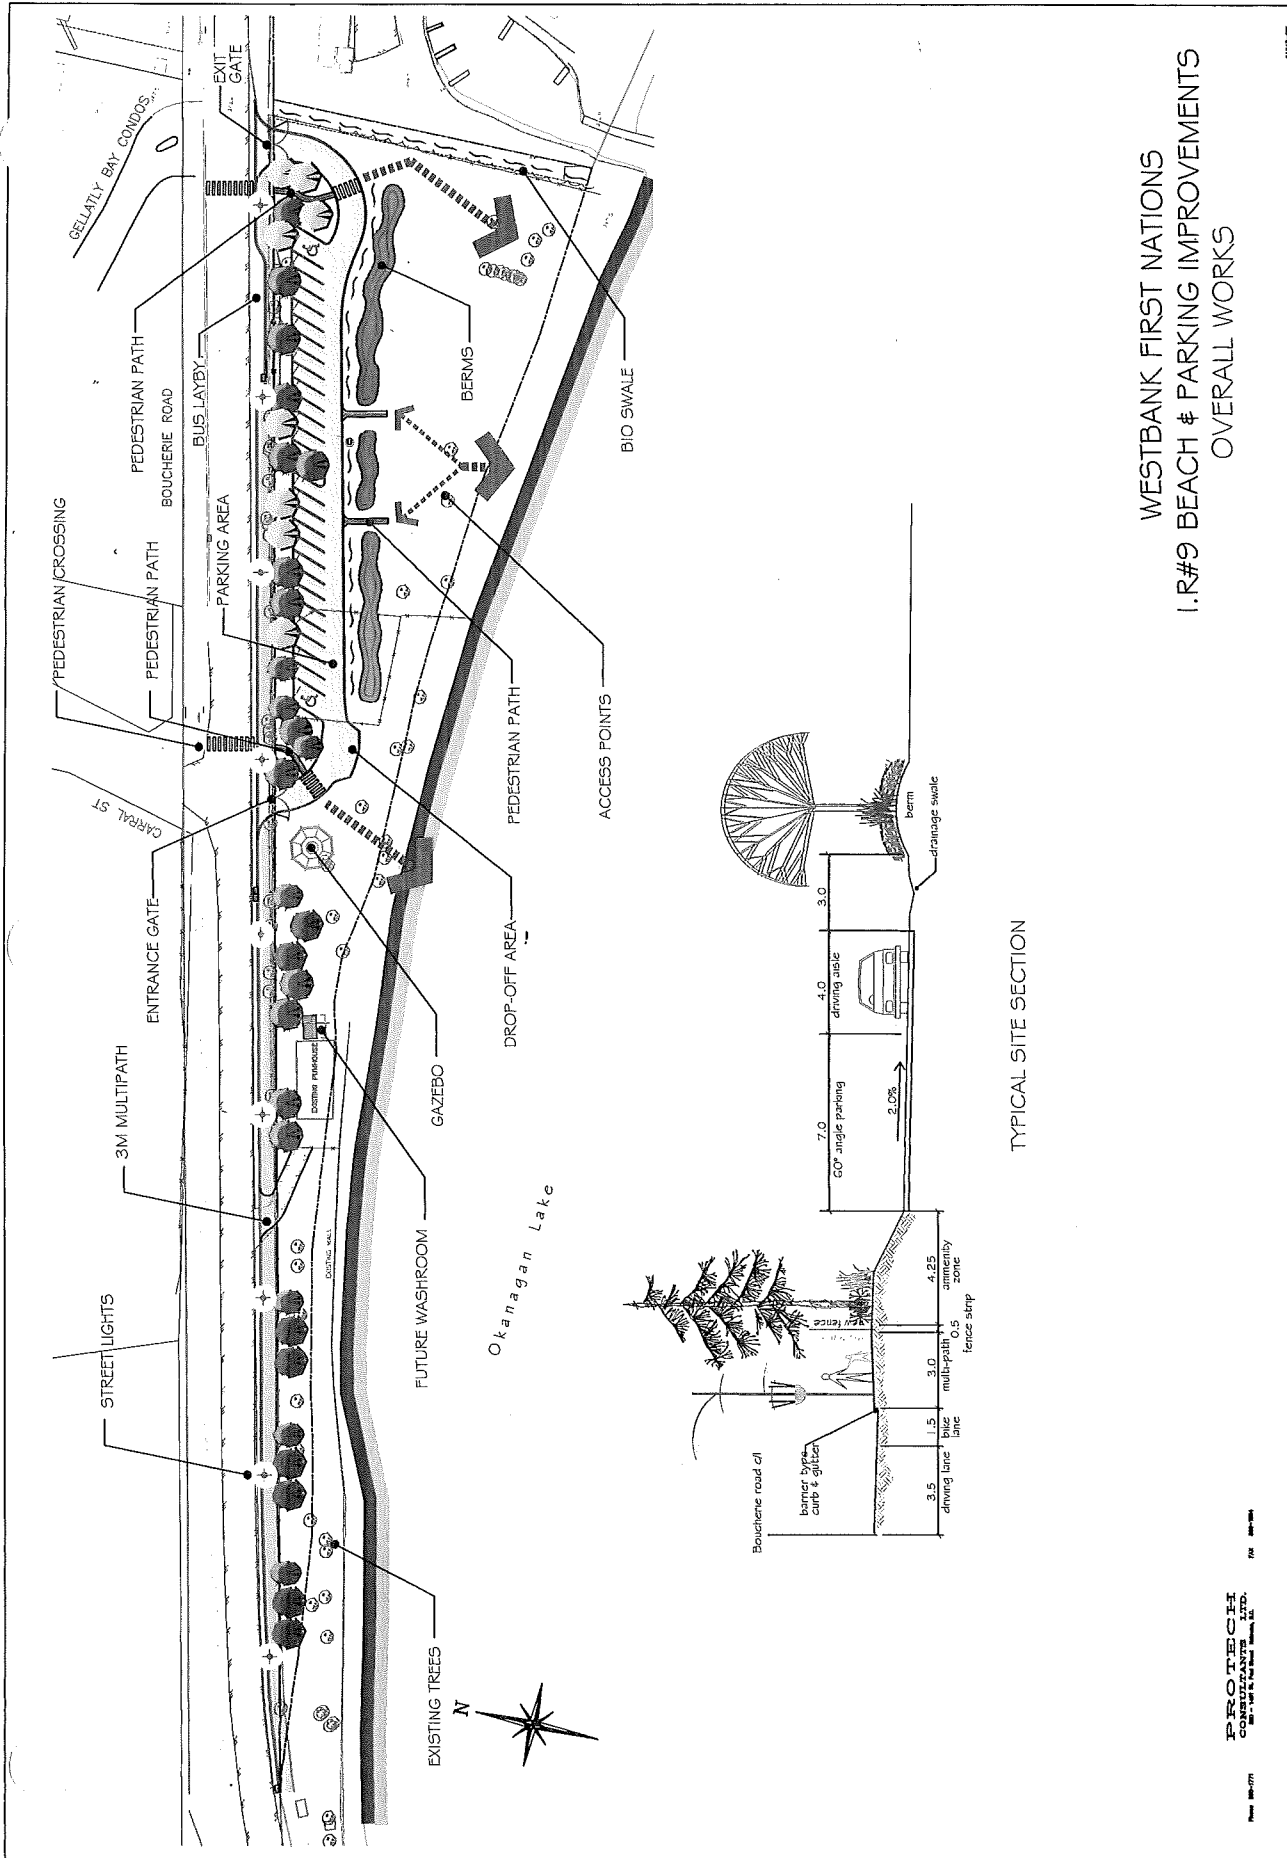 STREETLIGHTS
3M MULTIPATH
ENTRANCE GATE
CARRAL ST
PEDESTRIAN CROSSING
PEDESTRIAN PATH
PARKING AREA
BOUCHERIE ROAD
PEDESTRIAN PATH
BUS LAYBY
GELLATLY BAY CONDOS
EXIT
GATE
EXISTING PUMHOUSE
EXISTING WALL
EXISTING TREES
N
FUTURE WASHROOM
GAZEBO
DROP-OFF AREA
PEDESTRIAN PATH
ACCESS POINTS
BERMS
BIO SWALE
Okanagan Lake
Boucherie road c/l
barrier type
curb & gutter
new fence
3.5
driving lane
1.5
bike
lane
3.0
multi-path
0.5
fence strip
4.25
ammenity
zone
7.0
60° angle parking
2.0%
4.0
driving aisle
3.0
berm
drainage swale
TYPICAL SITE SECTION
WESTBANK FIRST NATIONS
I.R#9 BEACH & PARKING IMPROVEMENTS
OVERALL WORKS
PROTECH
CONSULTANTS LTD.